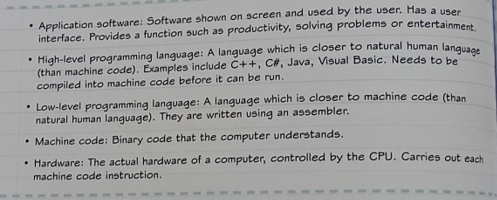 • Application software: Software shown on screen and used by the user. Has a user
interface. Provides a function such as productivity, solving problems or entertainment.
• High-level programming language: A language which is closer to natural human language
(than machine code). Examples include C++, C#, Java, Visual Basic. Needs to be
compiled into machine code before it can be run.
• Low-level programming language: A language which is closer to machine code (than
natural human language). They are written using an assembler.
• Machine code: Binary code that the computer understands.
• Hardware: The actual hardware of a computer, controlled by the CPU. Carries out each
machine code instruction.